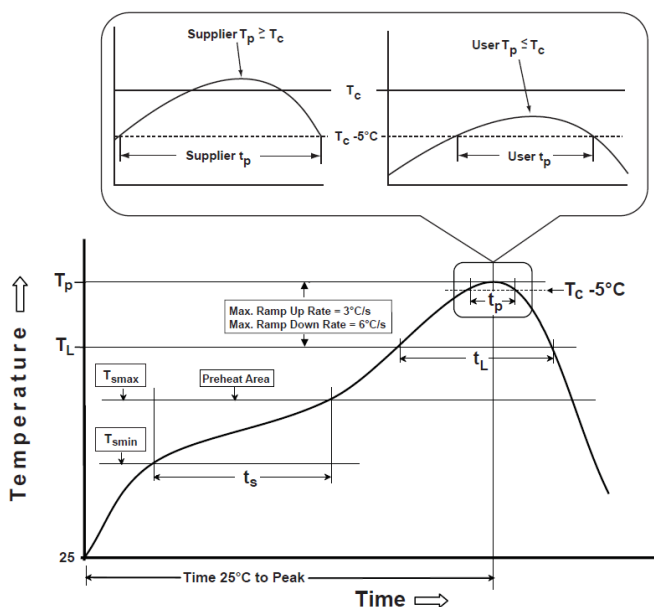 Supplier Tp ≥ Tc
User Tp ≤ Tc
Tc
Tc -5°C
Supplier tp
User tp
Tp
Tc -5°C
tp
Max. Ramp Up Rate = 3°C/s
Max. Ramp Down Rate = 6°C/s
TL
tL
Tsmax
Preheat Area
Tsmin
ts
Temperature
25
Time 25°C to Peak
Time